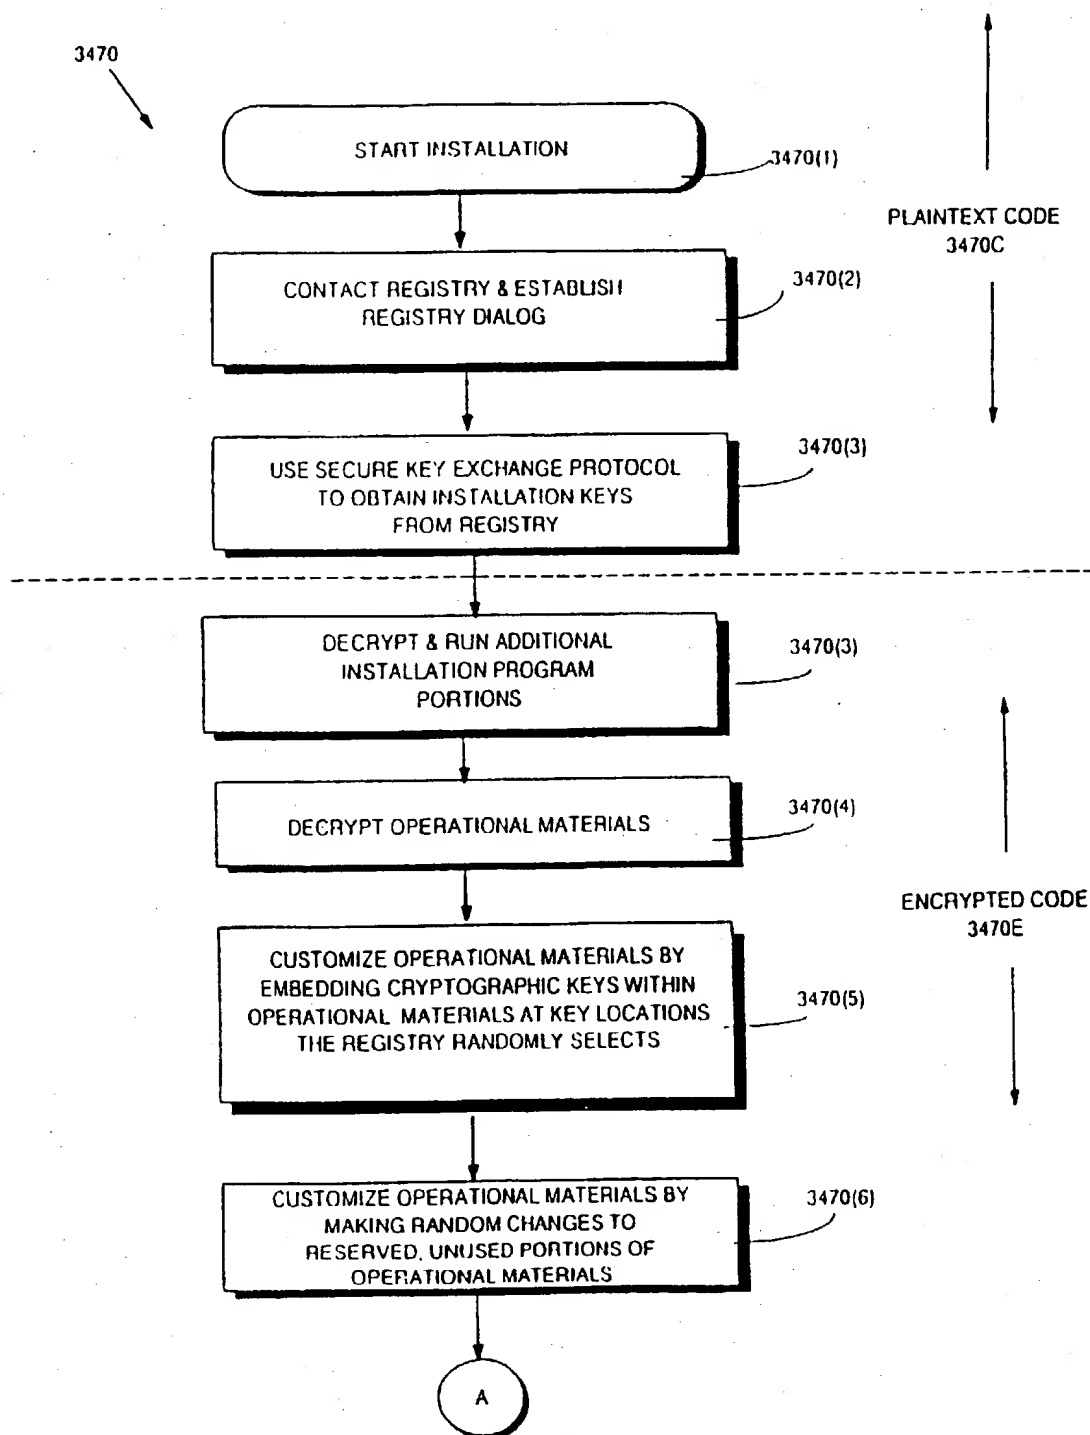 3470
START INSTALLATION
3470(1)
PLAINTEXT CODE
3470C
CONTACT REGISTRY & ESTABLISH
REGISTRY DIALOG
3470(2)
USE SECURE KEY EXCHANGE PROTOCOL
TO OBTAIN INSTALLATION KEYS
FROM REGISTRY
3470(3)
DECRYPT & RUN ADDITIONAL
INSTALLATION PROGRAM
PORTIONS
3470(3)
DECRYPT OPERATIONAL MATERIALS
3470(4)
ENCRYPTED CODE
3470E
CUSTOMIZE OPERATIONAL MATERIALS BY
EMBEDDING CRYPTOGRAPHIC KEYS WITHIN
OPERATIONAL MATERIALS AT KEY LOCATIONS
THE REGISTRY RANDOMLY SELECTS
3470(5)
CUSTOMIZE OPERATIONAL MATERIALS BY
MAKING RANDOM CHANGES TO
RESERVED, UNUSED PORTIONS OF
OPERATIONAL MATERIALS
3470(6)
A